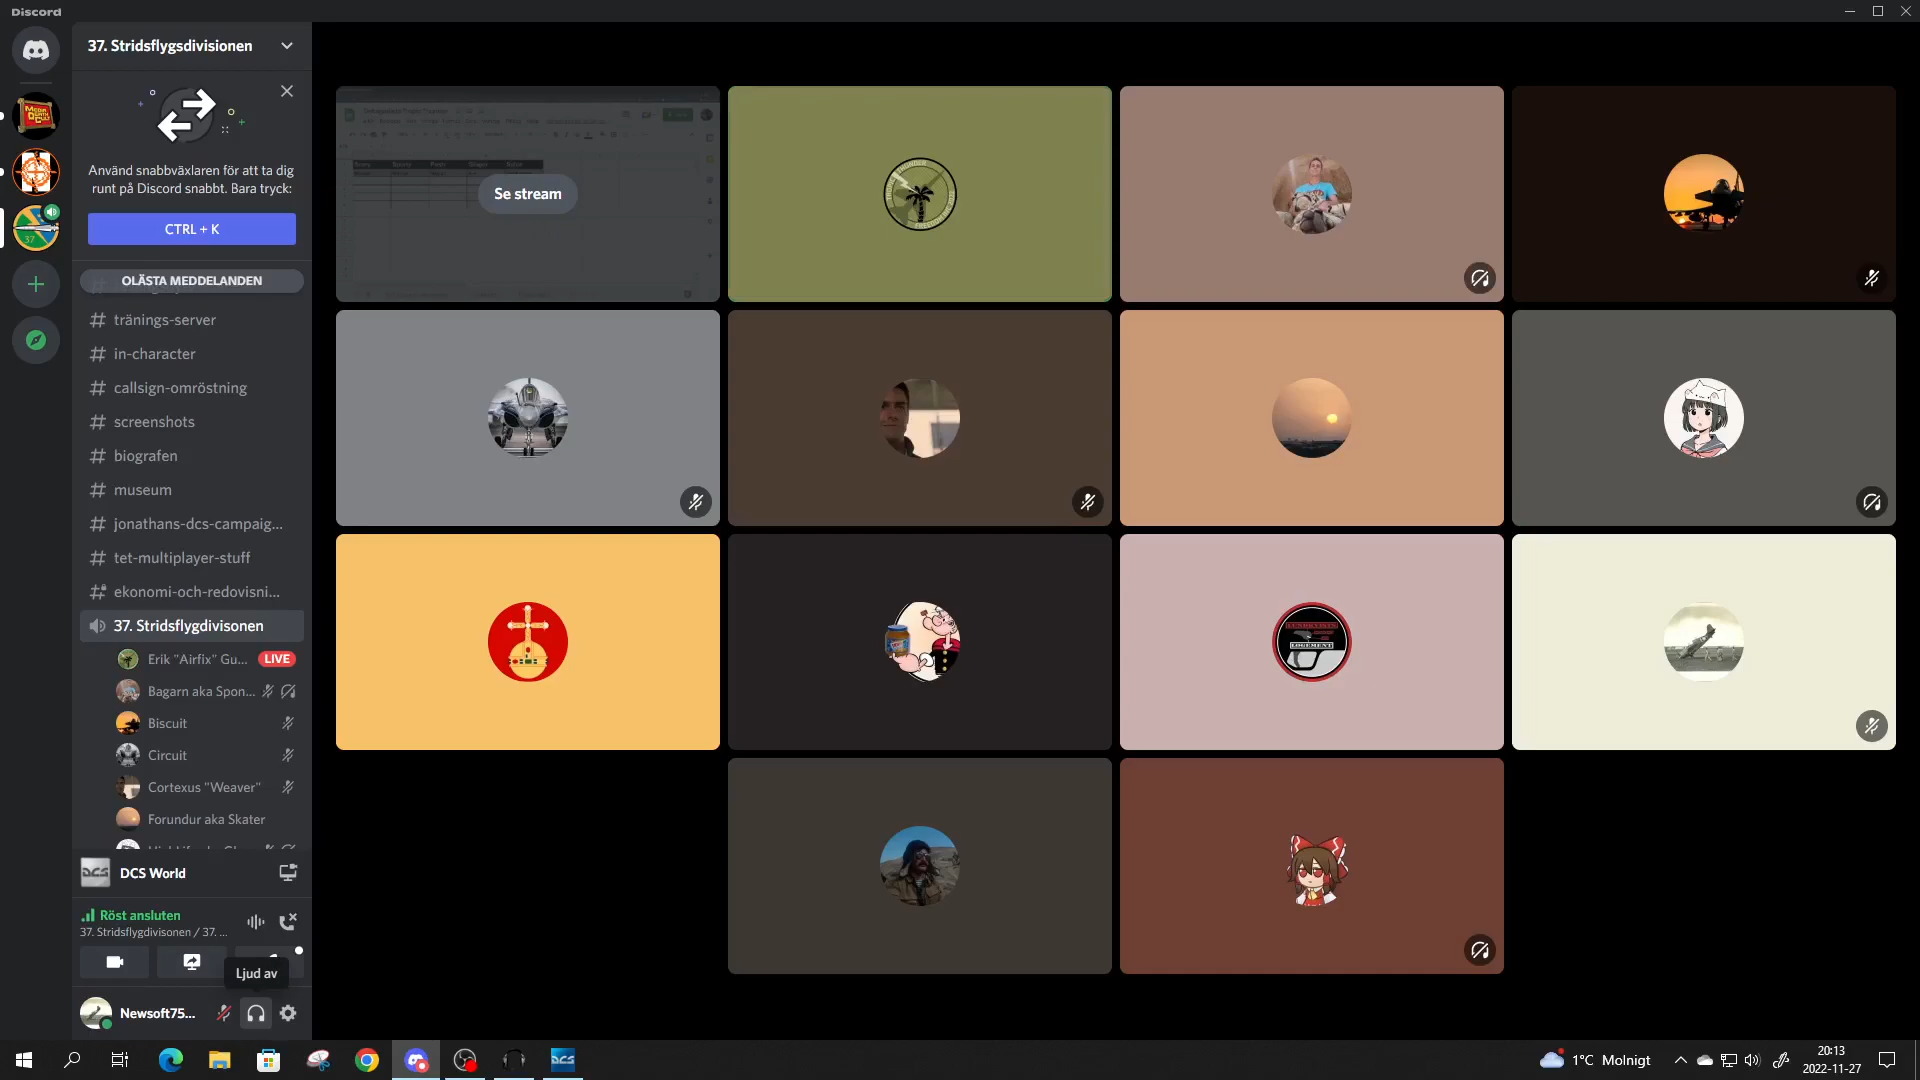 Discord
37. Stridsflygsdivisionen
Använd snabbväxlaren för att ta dig
runt på Discord snabbt. Bara tryck:
CTRL + K
OLÄSTA MEDDELANDEN
tränings-server
in-character
callsign-omröstning
screenshots
biografen
museum
jonathans-dcs-campaig...
tet-multiplayer-stuff
ekonomi-och-redovisni...
37. Stridsflygdivisonen
Erik "Airfix" Gu... LIVE
Bagarn aka Spon...
Biscuit
Circuit
Cortexus "Weaver"
Forundur aka Skater
DCS World
Röst ansluten
37. Stridsflygdivisonen / 37. ...
Ljud av
Newsoft75...
Se stream
37
DCS
1°C Molnigt
20:13
2022-11-27